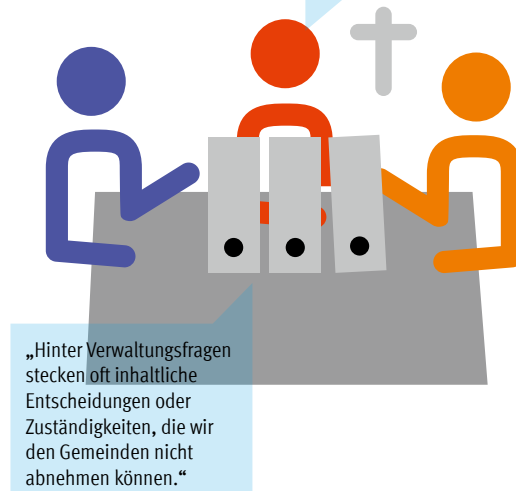 „Hinter Verwaltungsfragen
stecken oft inhaltliche
Entscheidungen oder
Zuständigkeiten, die wir
den Gemeinden nicht
abnehmen können.“